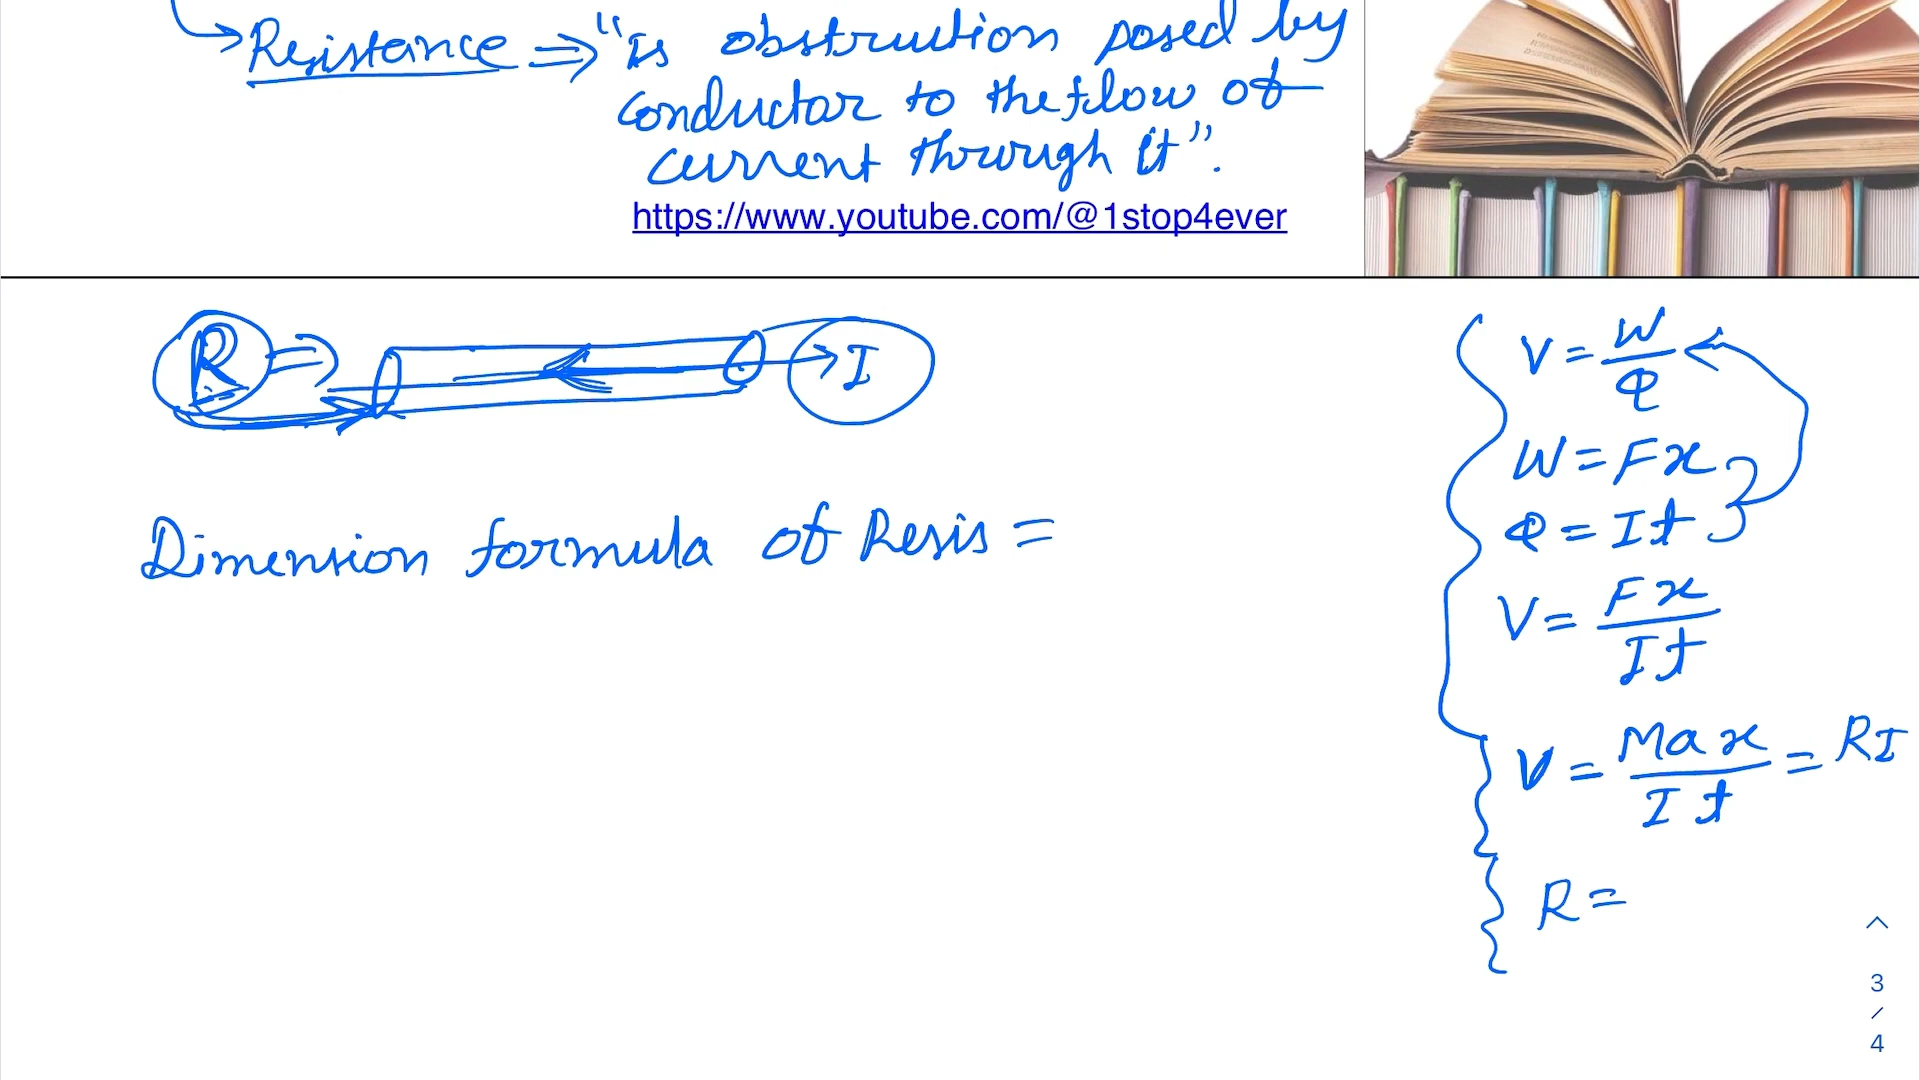 Resistance ⇒ "is obstruction posed by
conductor to the flow of
current through it".
https://www.youtube.com/@1stop4ever
R ⇒ I
V = W/Q
W = Fx
Q = It
Dimension formula of Resis =
V = Fx/It
V = Max/It = RI
R =
3
/
4